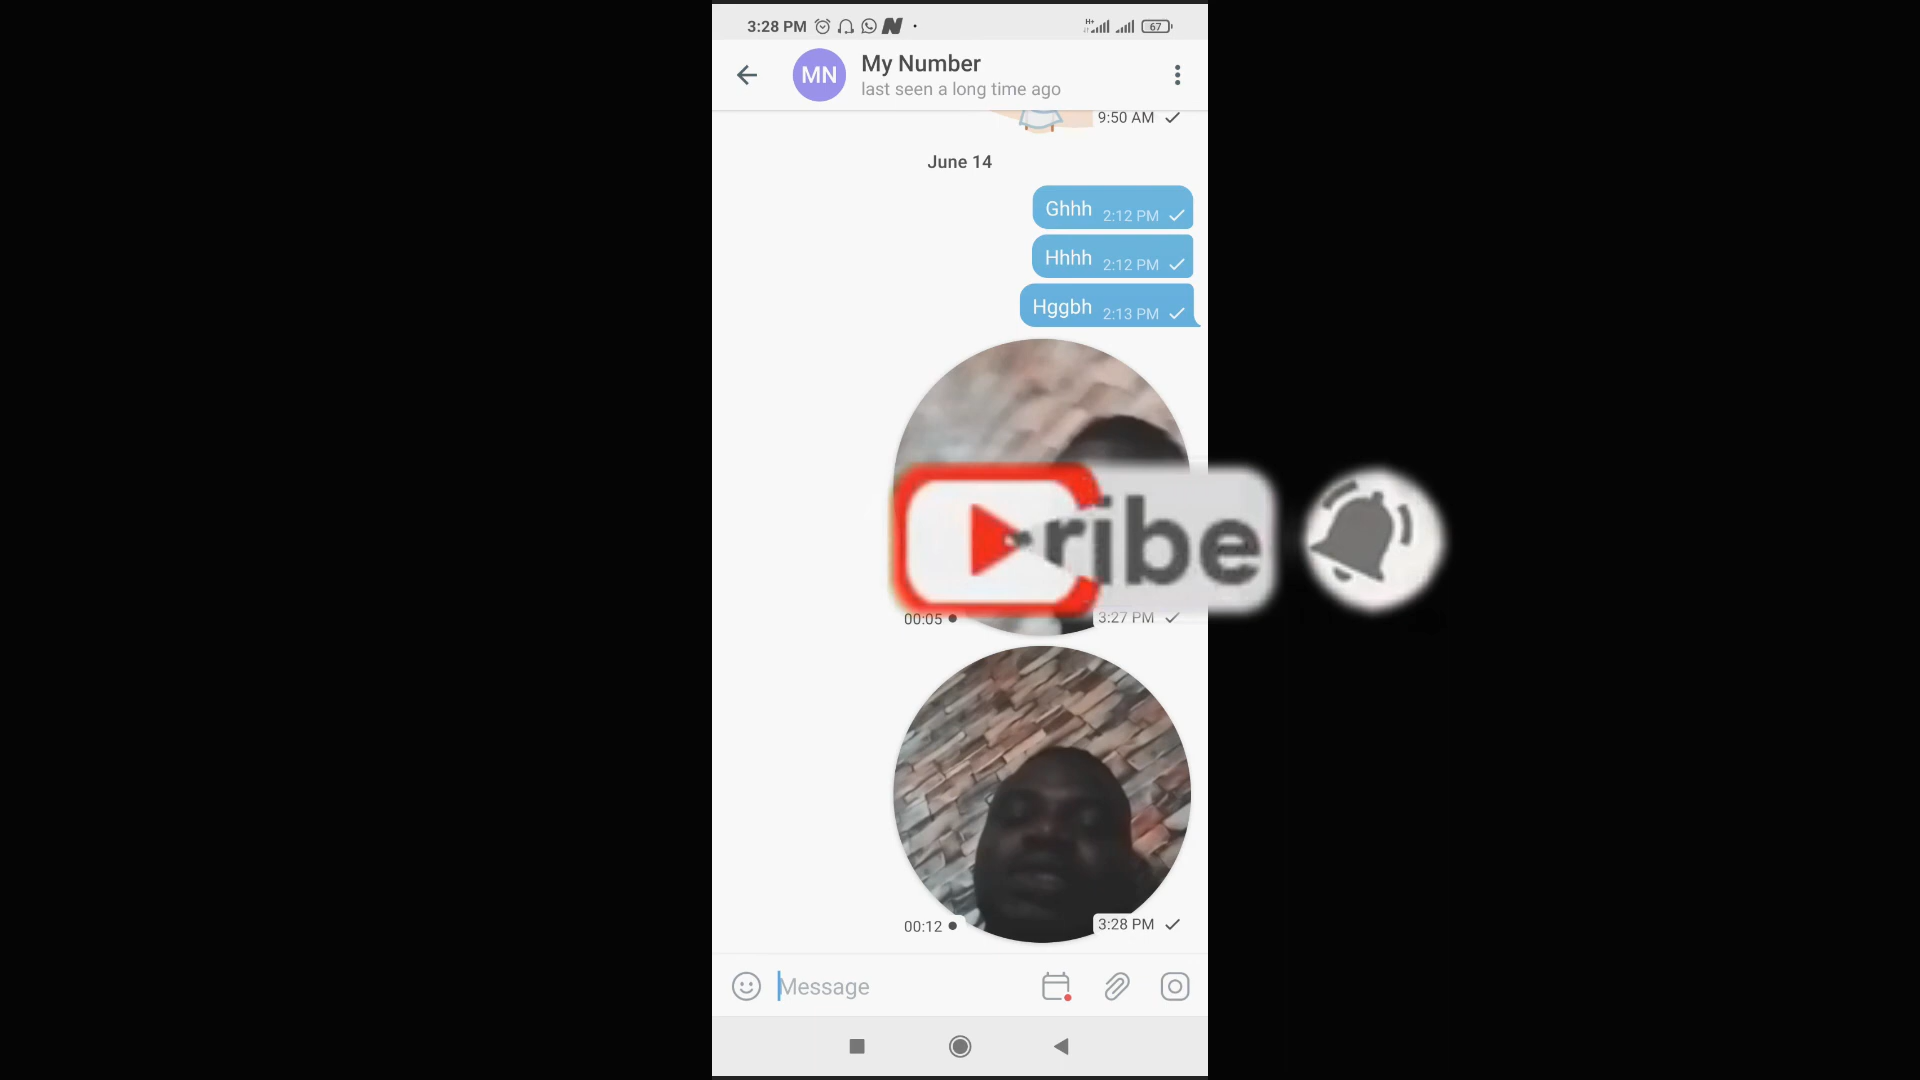 3:28 PM
67
MN
My Number
last seen a long time ago
9:50 AM
June 14
Ghhh 2:12 PM
Hhhh 2:12 PM
Hggbh 2:13 PM
ribe
00:05
3:27 PM
00:12
3:28 PM
Message